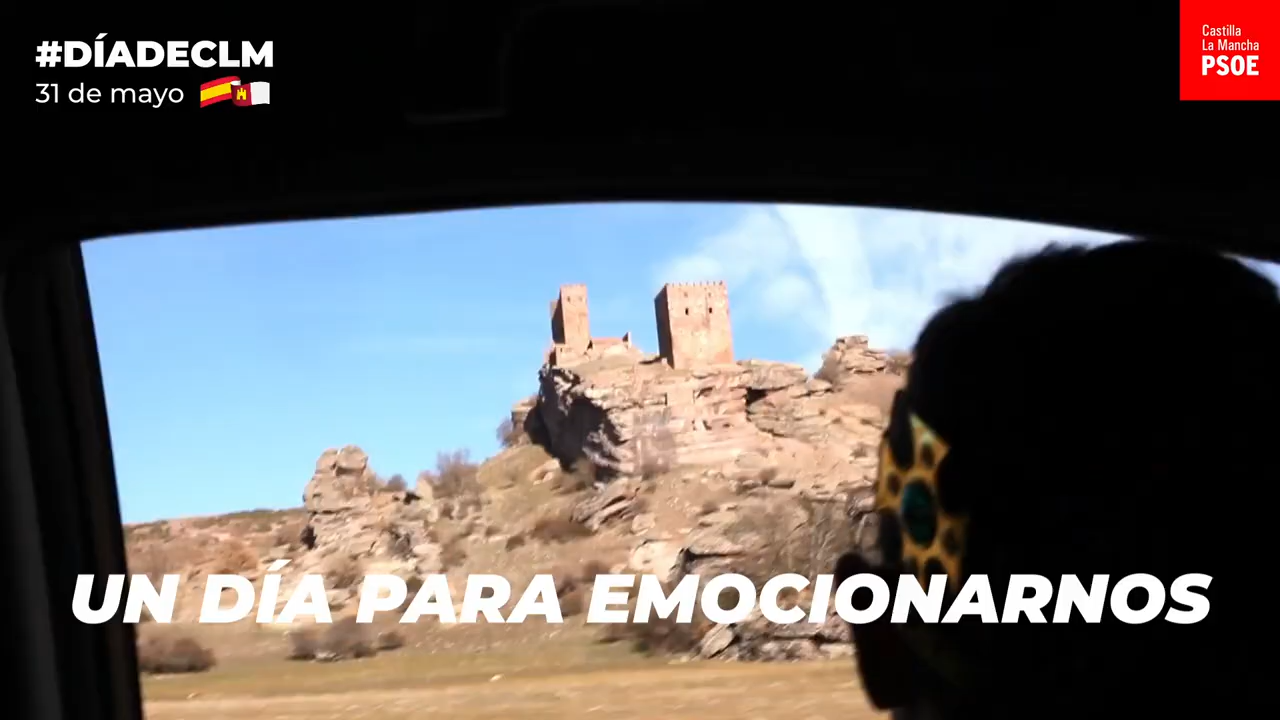 #DÍADECLM
31 de mayo
Castilla
La Mancha
PSOE
UN DÍA PARA EMOCIONARNOS